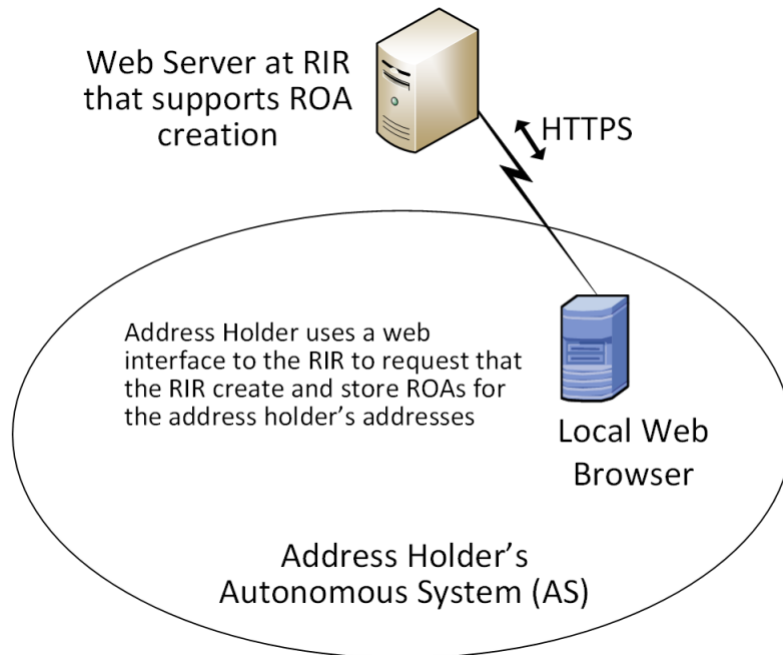 Web Server at RIR
that supports ROA
creation
HTTPS
Address Holder uses a web
interface to the RIR to request that
the RIR create and store ROAs for
the address holder's addresses
Local Web
Browser
Address Holder's
Autonomous System (AS)